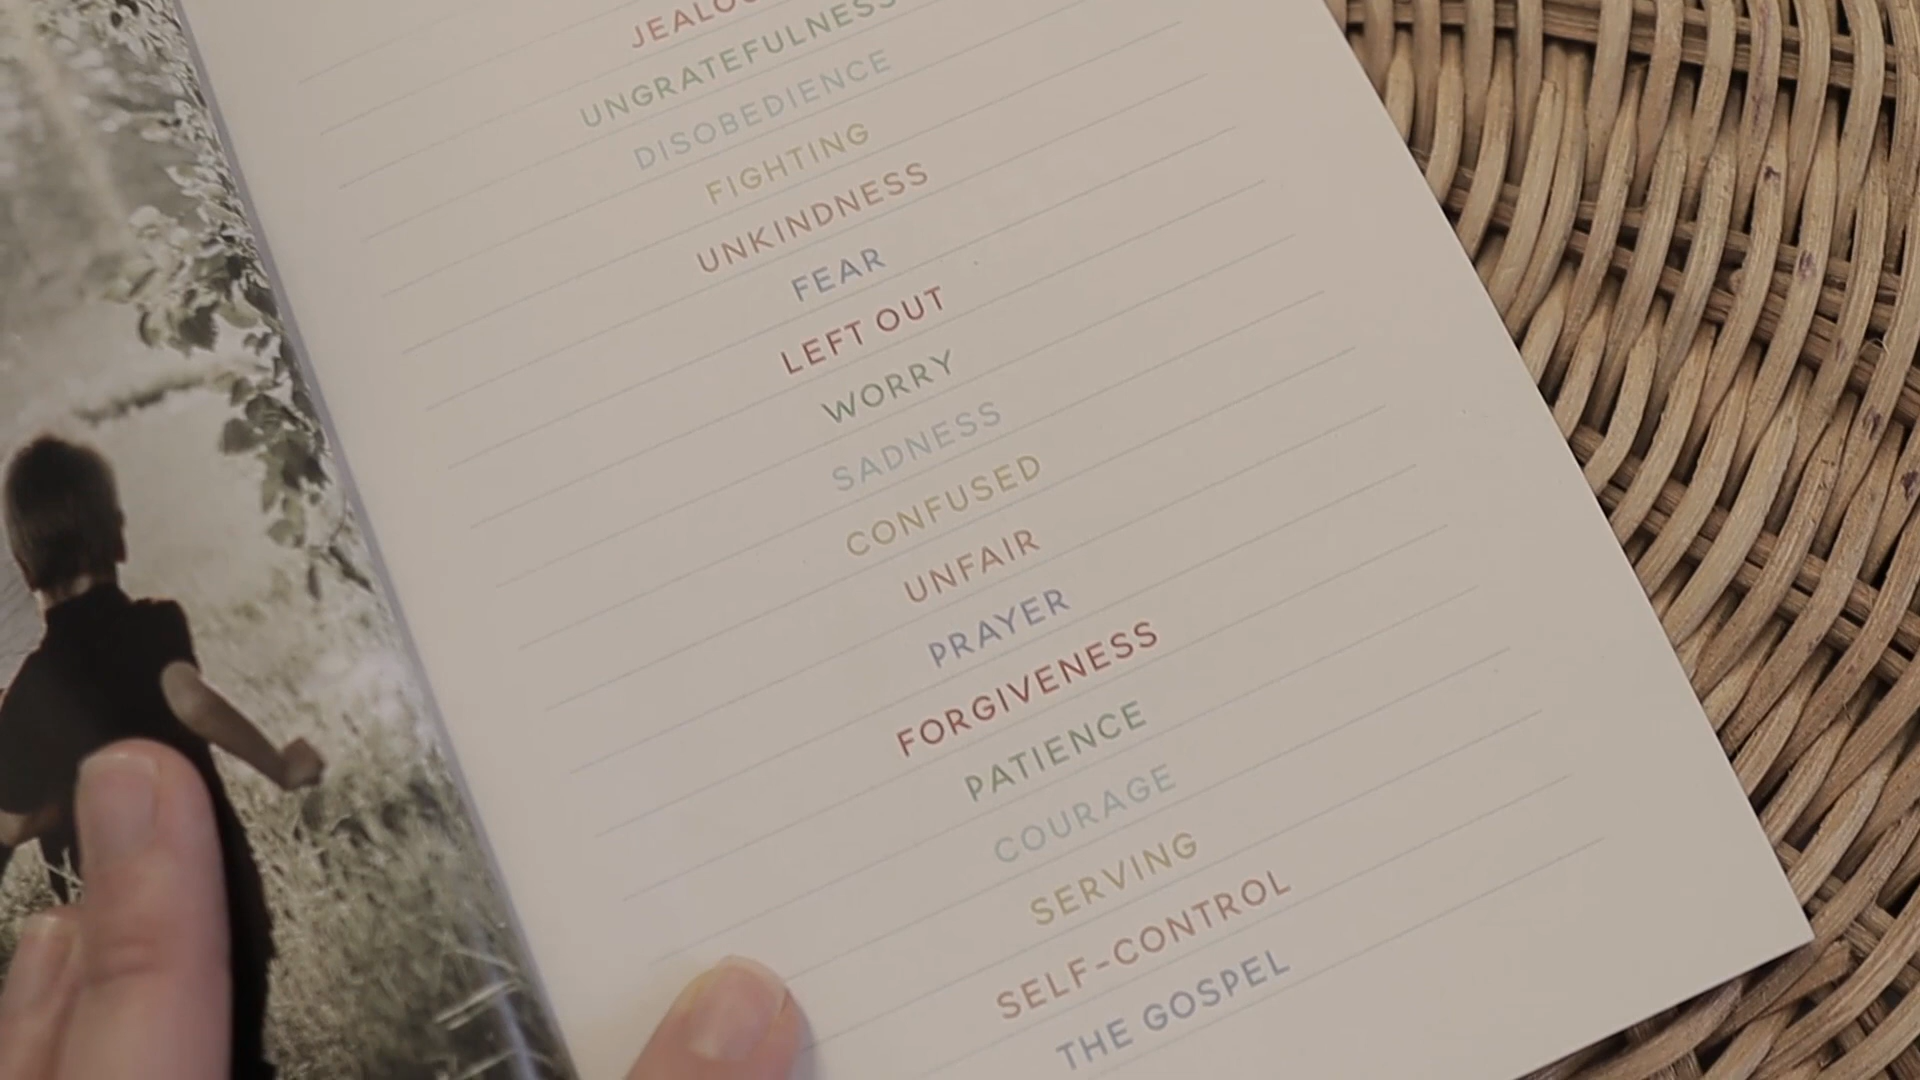 UNGRATEFULNESS
DISOBEDIENCE
FIGHTING
UNKINDNESS
FEAR
LEFT OUT
WORRY
SADNESS
CONFUSED
UNFAIR
PRAYER
FORGIVENESS
PATIENCE
COURAGE
SERVING
SELF-CONTROL
THE GOSPEL